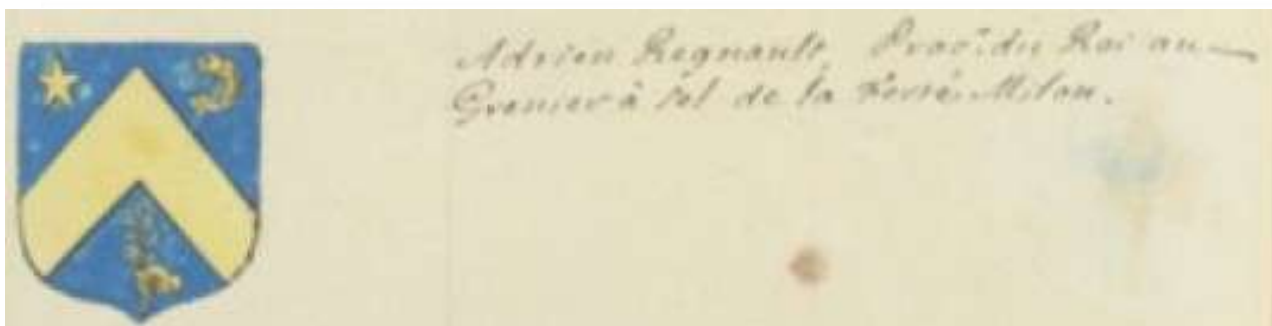 Adrien Regnault, Proc.r du Roi au
Grenier à sel de la Ferté-Milon.